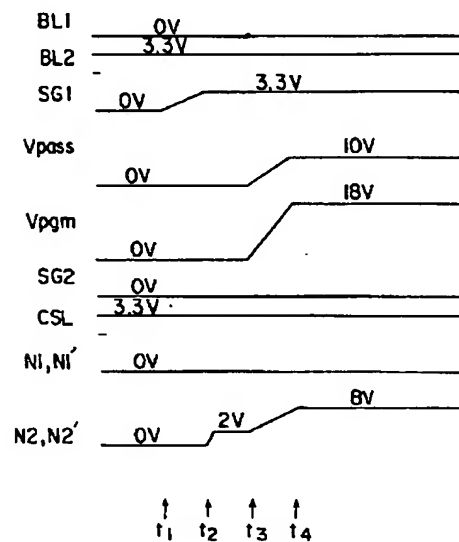 BL1 0V
BL2 3.3V
SG1 0V 3.3V
Vpass 0V 10V
Vpgm 0V 18V
SG2 0V
CSL 3.3V
N1,N1′ 0V
N2,N2′ 0V 2V 8V
t1 t2 t3 t4